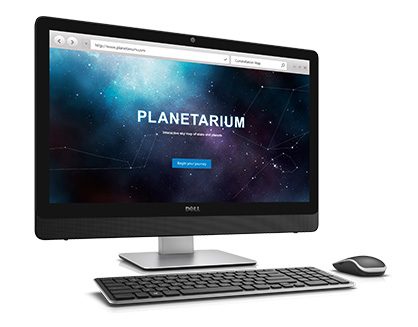 http://www.planetarium.com
Constellation Map
PLANETARIUM
Interactive sky map of stars and planets
Begin your journey
DELL